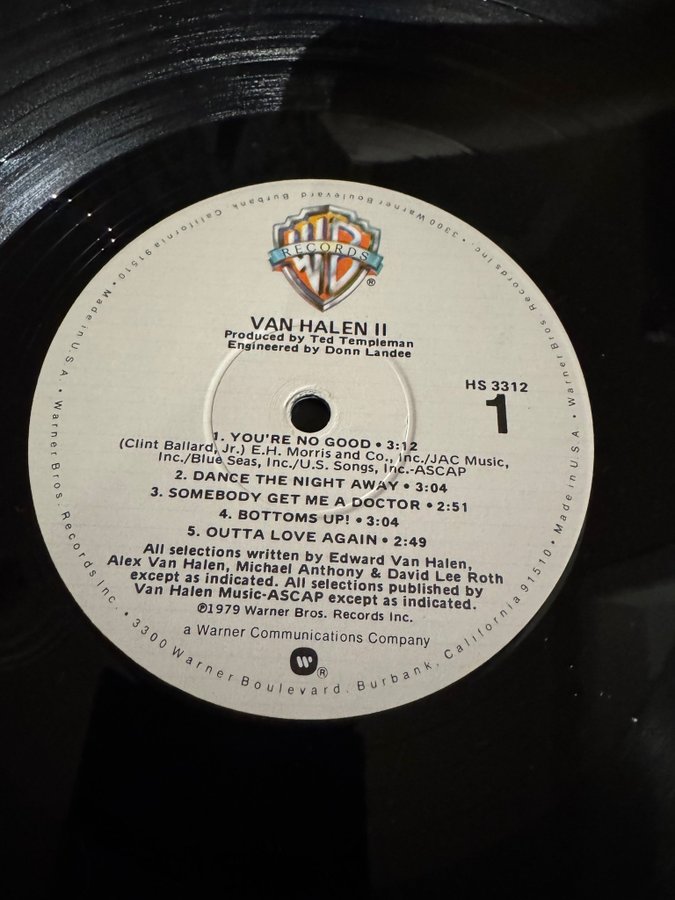 WB
RECORDS
®
VAN HALEN II
Produced by Ted Templeman
Engineered by Donn Landee
HS 3312
1
1. YOU'RE NO GOOD • 3:12
(Clint Ballard, Jr.) E.H. Morris and Co., Inc./JAC Music,
Inc./Blue Seas, Inc./U.S. Songs, Inc.-ASCAP
2. DANCE THE NIGHT AWAY • 3:04
3. SOMEBODY GET ME A DOCTOR • 2:51
4. BOTTOMS UP! • 3:04
5. OUTTA LOVE AGAIN • 2:49
All selections written by Edward Van Halen,
Alex Van Halen, Michael Anthony & David Lee Roth
except as indicated. All selections published by
Van Halen Music-ASCAP except as indicated.
℗1979 Warner Bros. Records Inc.
a Warner Communications Company
®
Warner Bros. Records Inc. • 3300 Warner Boulevard, Burbank, California 91510 • Made in U.S.A. • Warner Bros. Records Inc. • 3300 Warner Boulevard, Burbank, California 91510 • Made in U.S.A. •